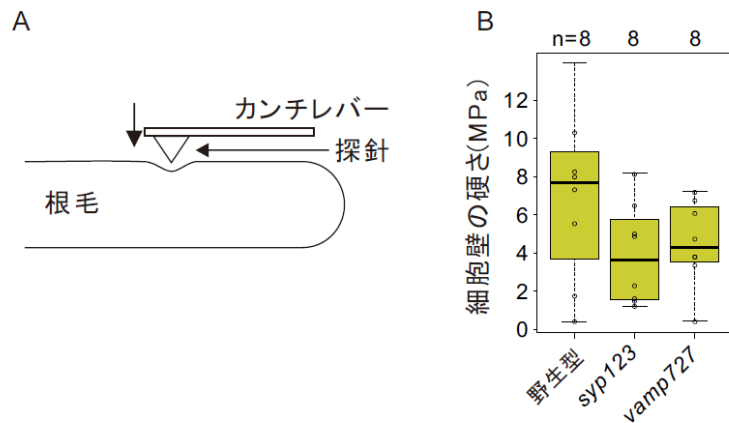 A
カンチレバー
探針
根毛
B
n=8 8 8
細胞壁の硬さ(MPa)
12
10
8
6
4
2
0
野生型
syp123
vamp727